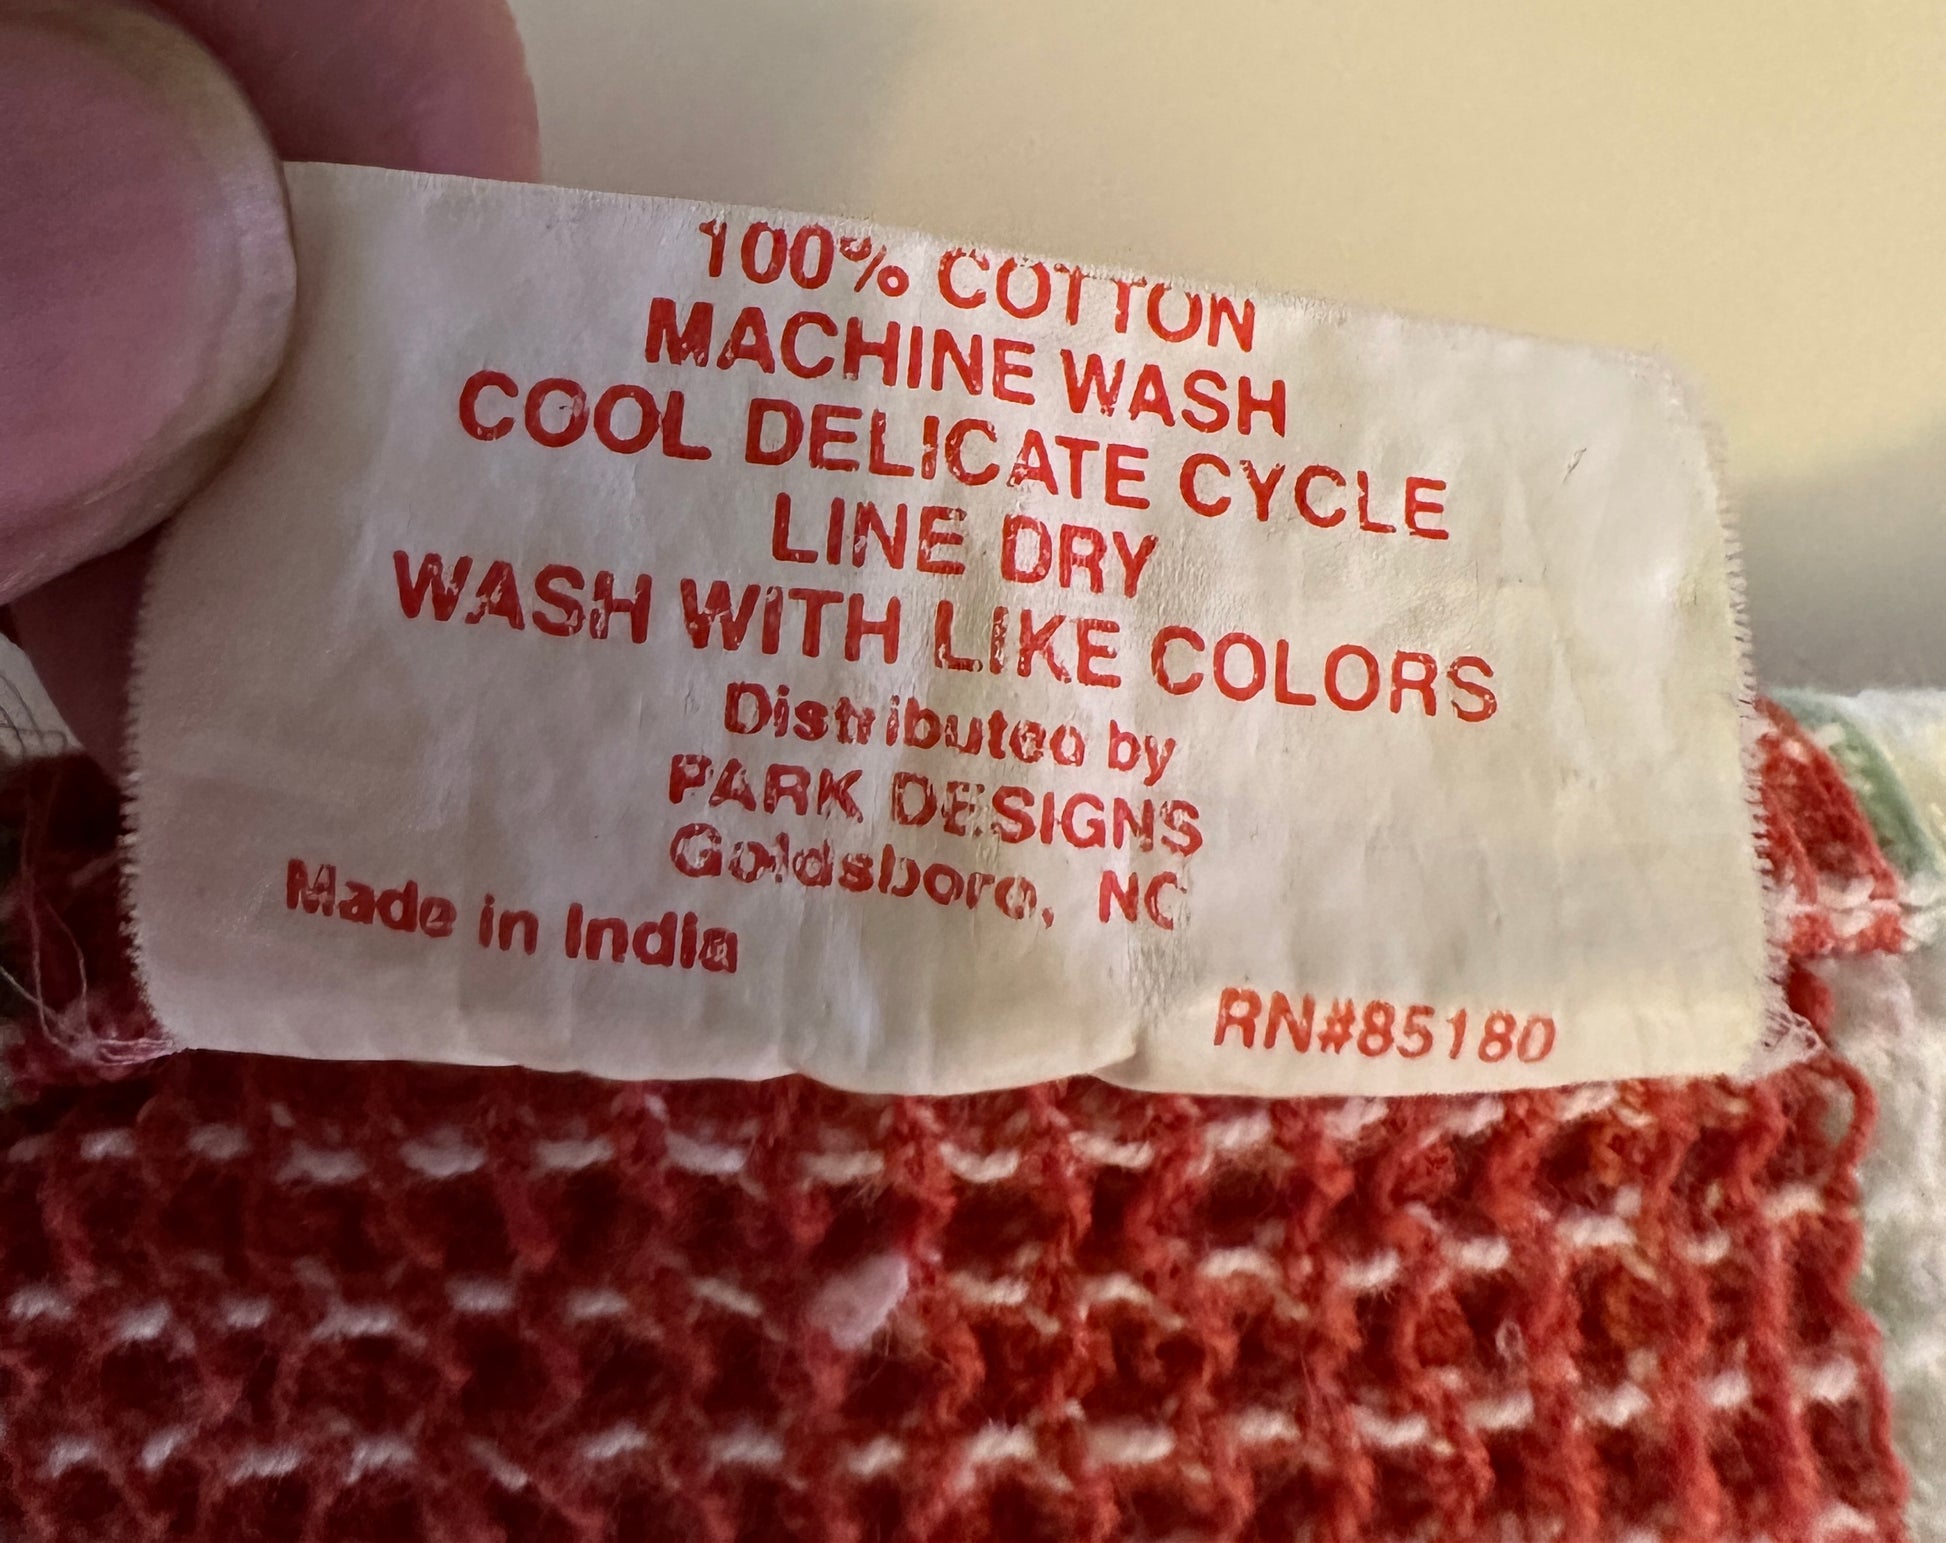 100% COTTON
MACHINE WASH
COOL DELICATE CYCLE
LINE DRY
WASH WITH LIKE COLORS
Distributed by
PARK DESIGNS
Goldsboro, NC
Made in India
RN#85180